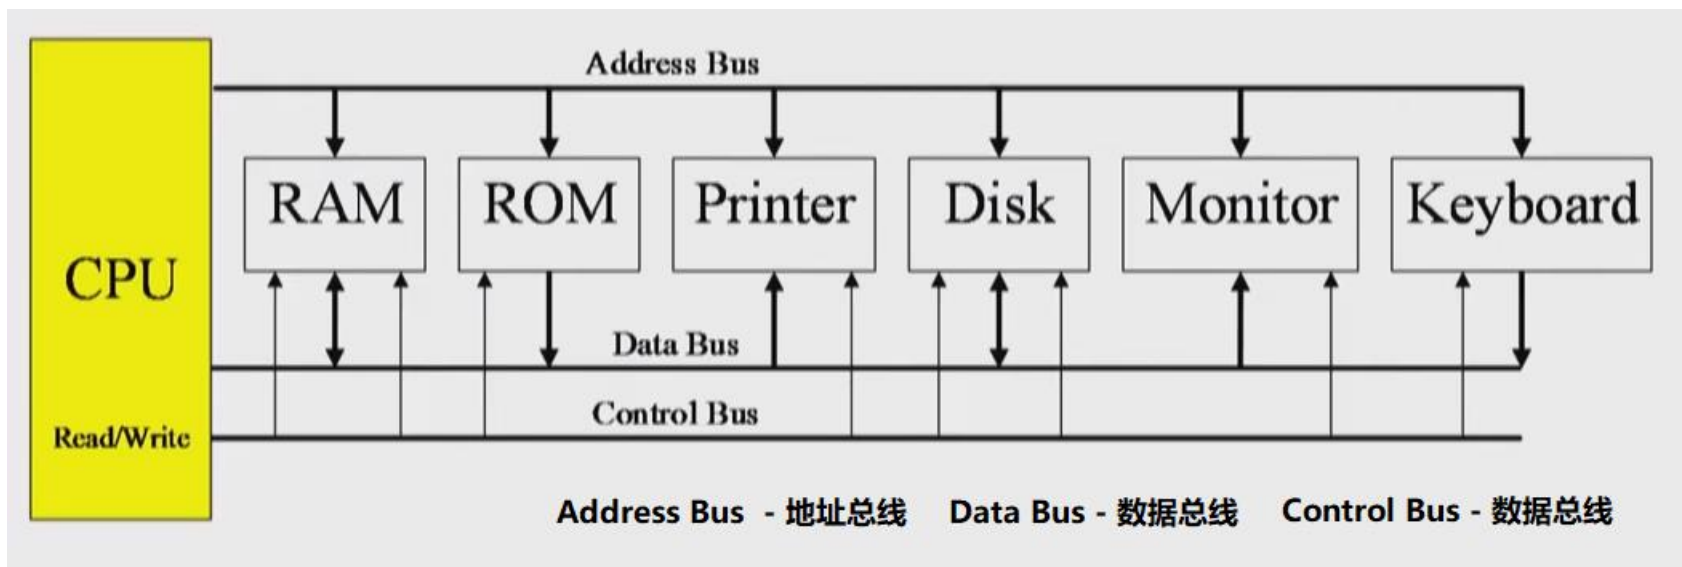 Address Bus
RAM
ROM
Printer
Disk
Monitor
Keyboard
CPU
Data Bus
Control Bus
Read/Write
Address Bus - 地址总线 Data Bus - 数据总线 Control Bus - 数据总线